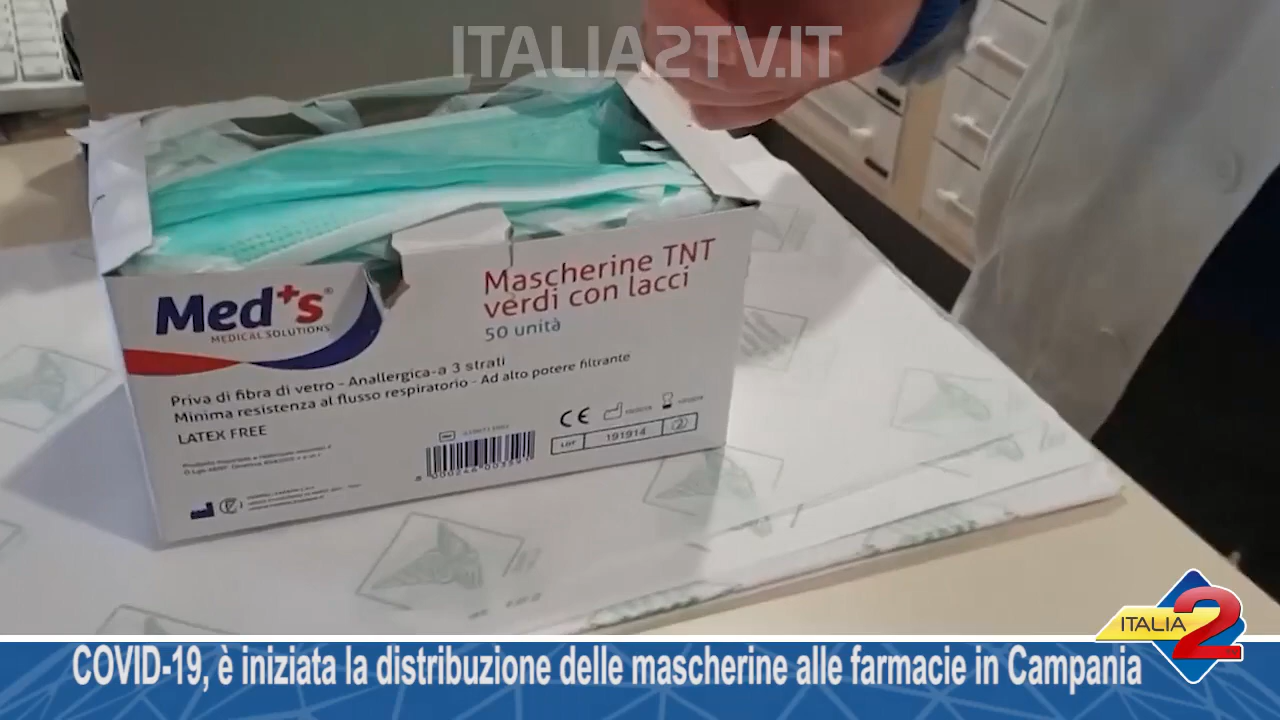 ITALIA2TV.IT
Med+s®
MEDICAL SOLUTIONS
Mascherine TNT
verdi con lacci
50 unità
Priva di fibra di vetro - Anallergica-a 3 strati
Minima resistenza al flusso respiratorio - Ad alto potere filtrante
LATEX FREE
CE
LOT 191914 2
ITALIA 2
COVID-19, è iniziata la distribuzione delle mascherine alle farmacie in Campania